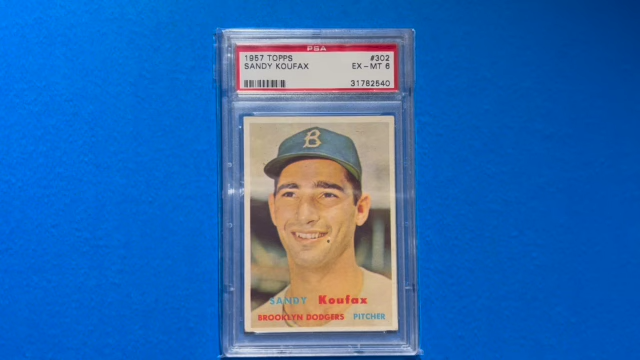 PSA
1957 TOPPS #302
SANDY KOUFAX EX - MT 6
31782540
B
SANDY Koufax
BROOKLYN DODGERS PITCHER